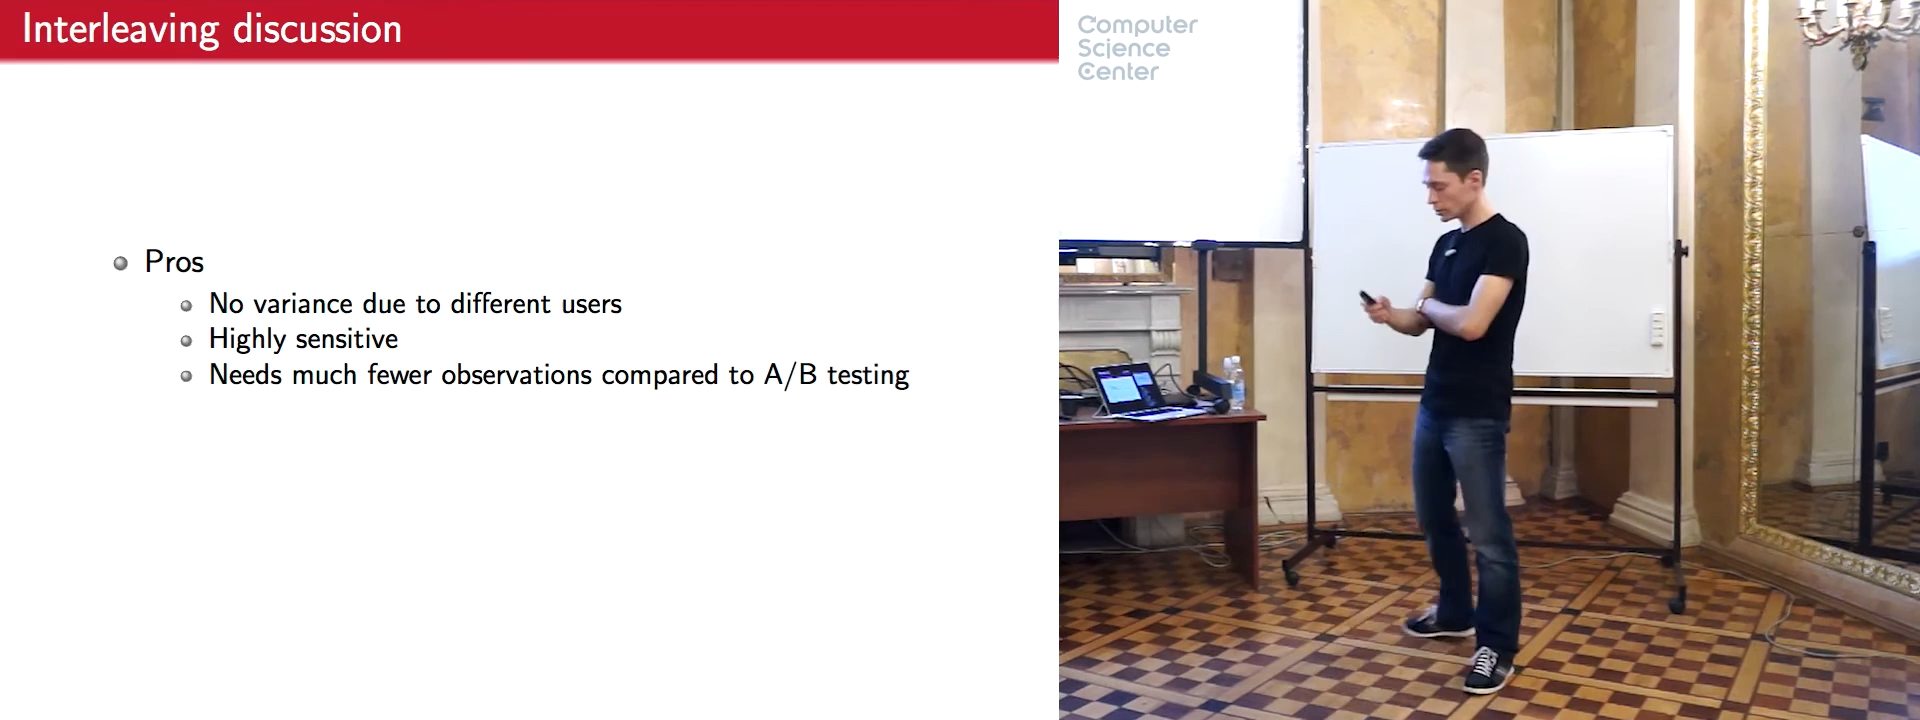 Interleaving discussion
Pros
No variance due to different users
Highly sensitive
Needs much fewer observations compared to A/B testing
Computer
Science
Center